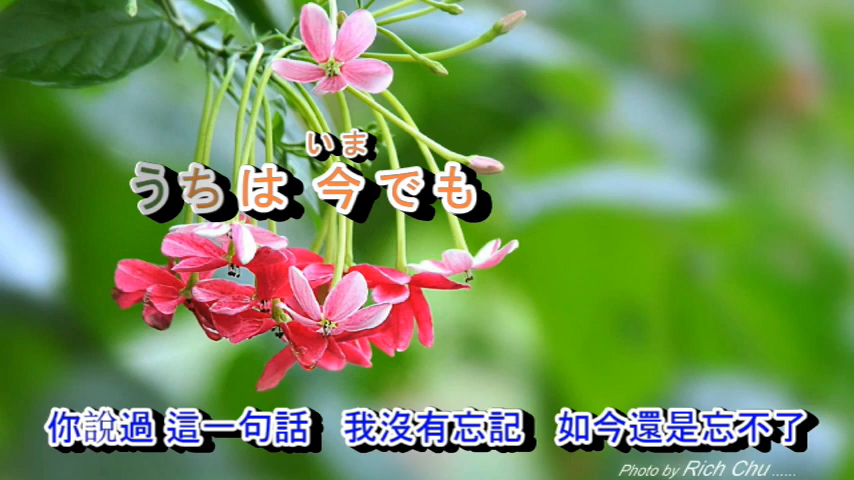 いま
うちは 今でも
你說過 這一句話 我沒有忘記 如今還是忘不了
Photo by Rich Chu ......